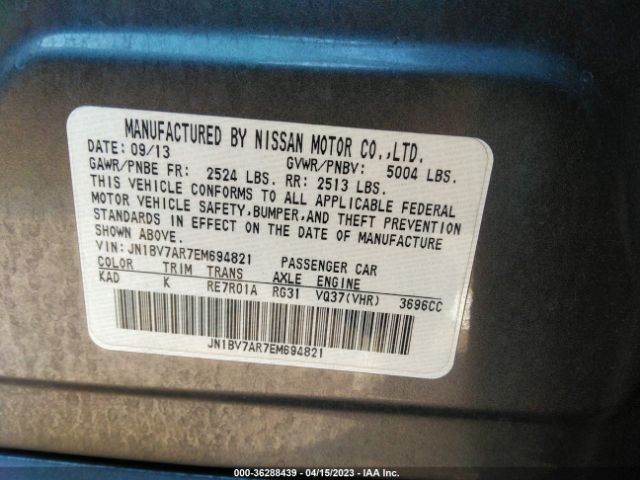 MANUFACTURED BY NISSAN MOTOR CO.,LTD.
DATE: 09/13 GVWR/PNBV: 5004 LBS.
GAWR/PNBE FR: 2524 LBS. RR: 2513 LBS.
THIS VEHICLE CONFORMS TO ALL APPLICABLE FEDERAL
MOTOR VEHICLE SAFETY,BUMPER,AND THEFT PREVENTION
STANDARDS IN EFFECT ON THE DATE OF MANUFACTURE
SHOWN ABOVE.
VIN: JN1BV7AR7EM694821 PASSENGER CAR
COLOR TRIM TRANS AXLE ENGINE
KAD K RE7R01A RG31 VQ37(VHR) 3696CC
JN1BV7AR7EM694821
000-36288439 - 04/15/2023 - IAA Inc.